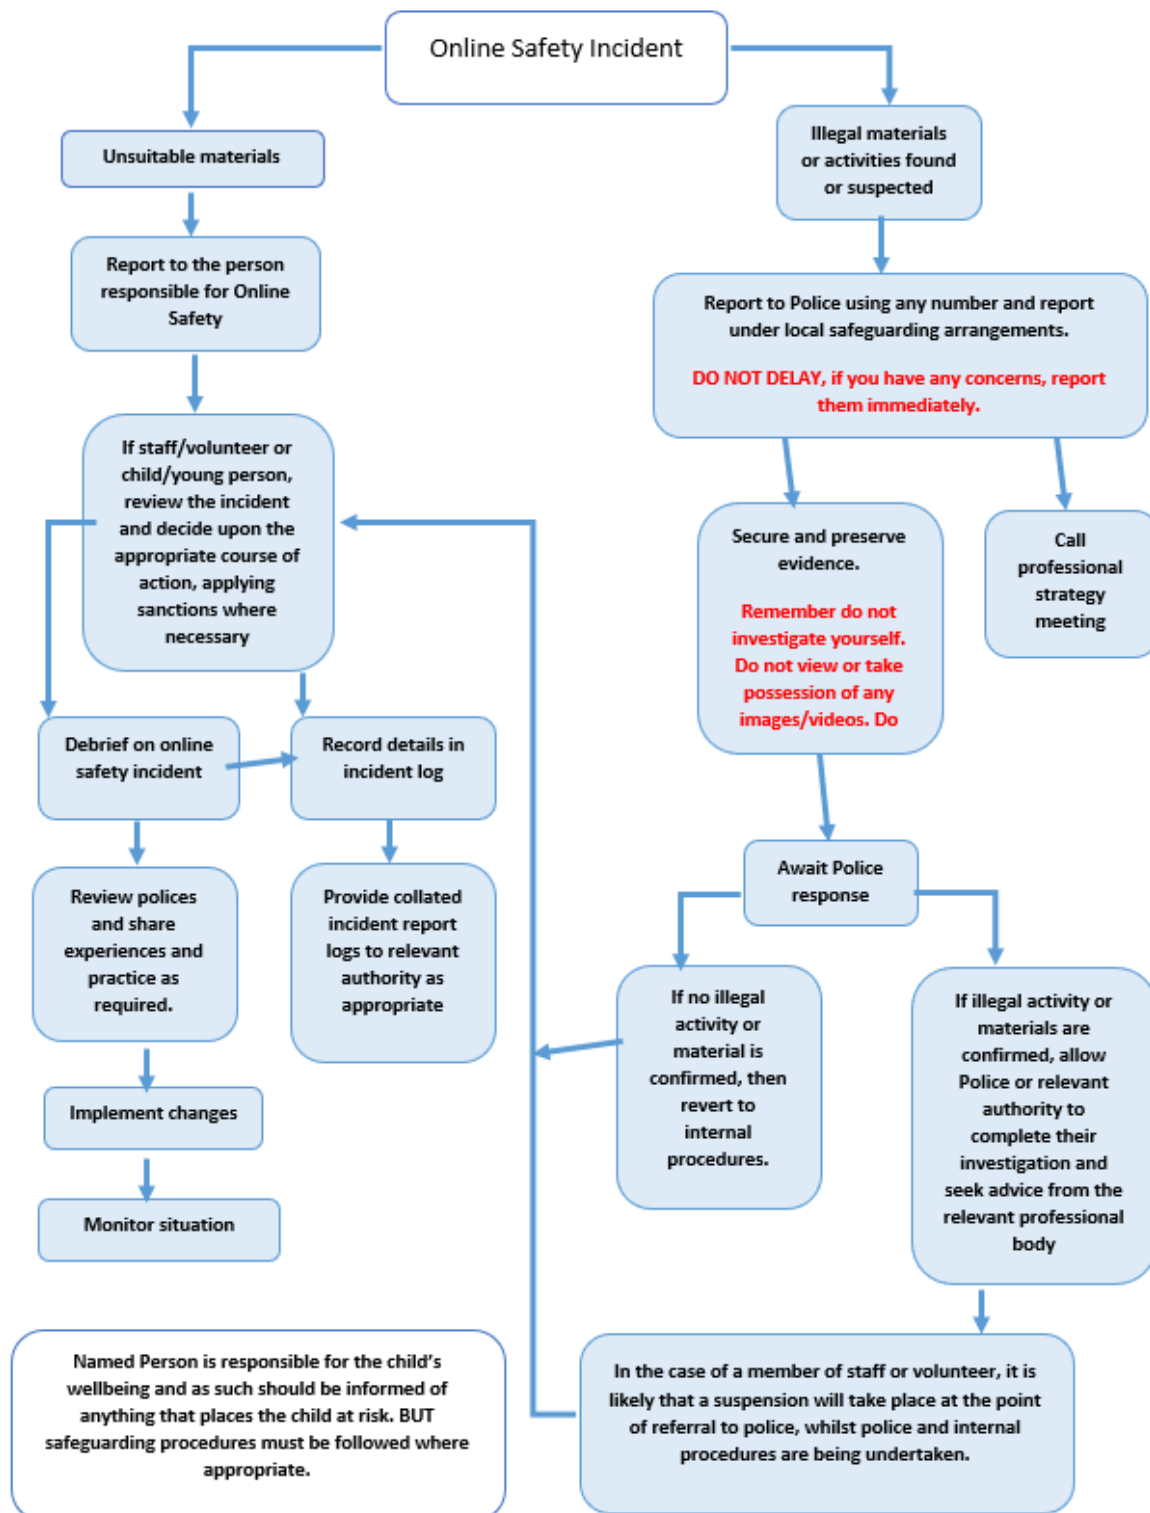 Online Safety Incident
Unsuitable materials
Report to the person
responsible for Online
Safety
If staff/volunteer or
child/young person,
review the incident
and decide upon the
appropriate course of
action, applying
sanctions where
necessary
Debrief on online
safety incident
Record details in
incident log
Review polices
and share
experiences and
practice as
required.
Provide collated
incident report
logs to relevant
authority as
appropriate
Implement changes
Monitor situation
Illegal materials
or activities found
or suspected
Report to Police using any number and report
under local safeguarding arrangements.
DO NOT DELAY, if you have any concerns, report
them immediately.
Secure and preserve
evidence.
Remember do not
investigate yourself.
Do not view or take
possession of any
images/videos. Do
Call
professional
strategy
meeting
Await Police
response
If no illegal
activity or
material is
confirmed, then
revert to
internal
procedures.
If illegal activity or
materials are
confirmed, allow
Police or relevant
authority to
complete their
investigation and
seek advice from the
relevant professional
body
In the case of a member of staff or volunteer, it is
likely that a suspension will take place at the point
of referral to police, whilst police and internal
procedures are being undertaken.
Named Person is responsible for the child's
wellbeing and as such should be informed of
anything that places the child at risk. BUT
safeguarding procedures must be followed where
appropriate.